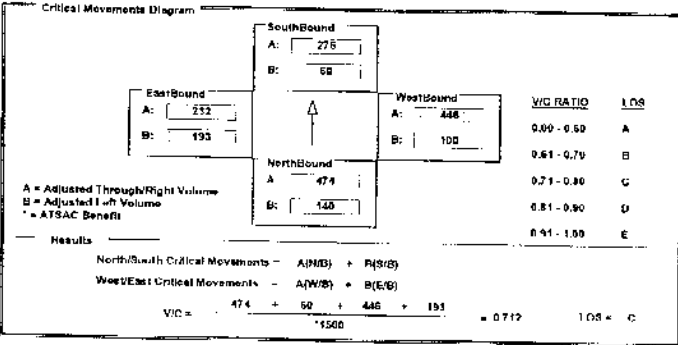 Critical Movements Diagram
SouthBound
A: 276
B: 60
EastBound
A: 232
B: 193
WestBound
A: 446
B: 100
NorthBound
A: 474
B: 140
V/C RATIO LOS
0.00 - 0.60 A
0.61 - 0.70 B
0.71 - 0.80 C
0.81 - 0.90 D
0.91 - 1.00 E
A = Adjusted Through/Right Volume
B = Adjusted Left Volume
* = ATSAC Benefit
Results
North/South Critical Movements = A(N/B) + B(S/B)
West/East Critical Movements = A(W/B) + B(E/B)
V/C = 474 + 60 + 446 + 193 = 0.712 LOS = C
*1500